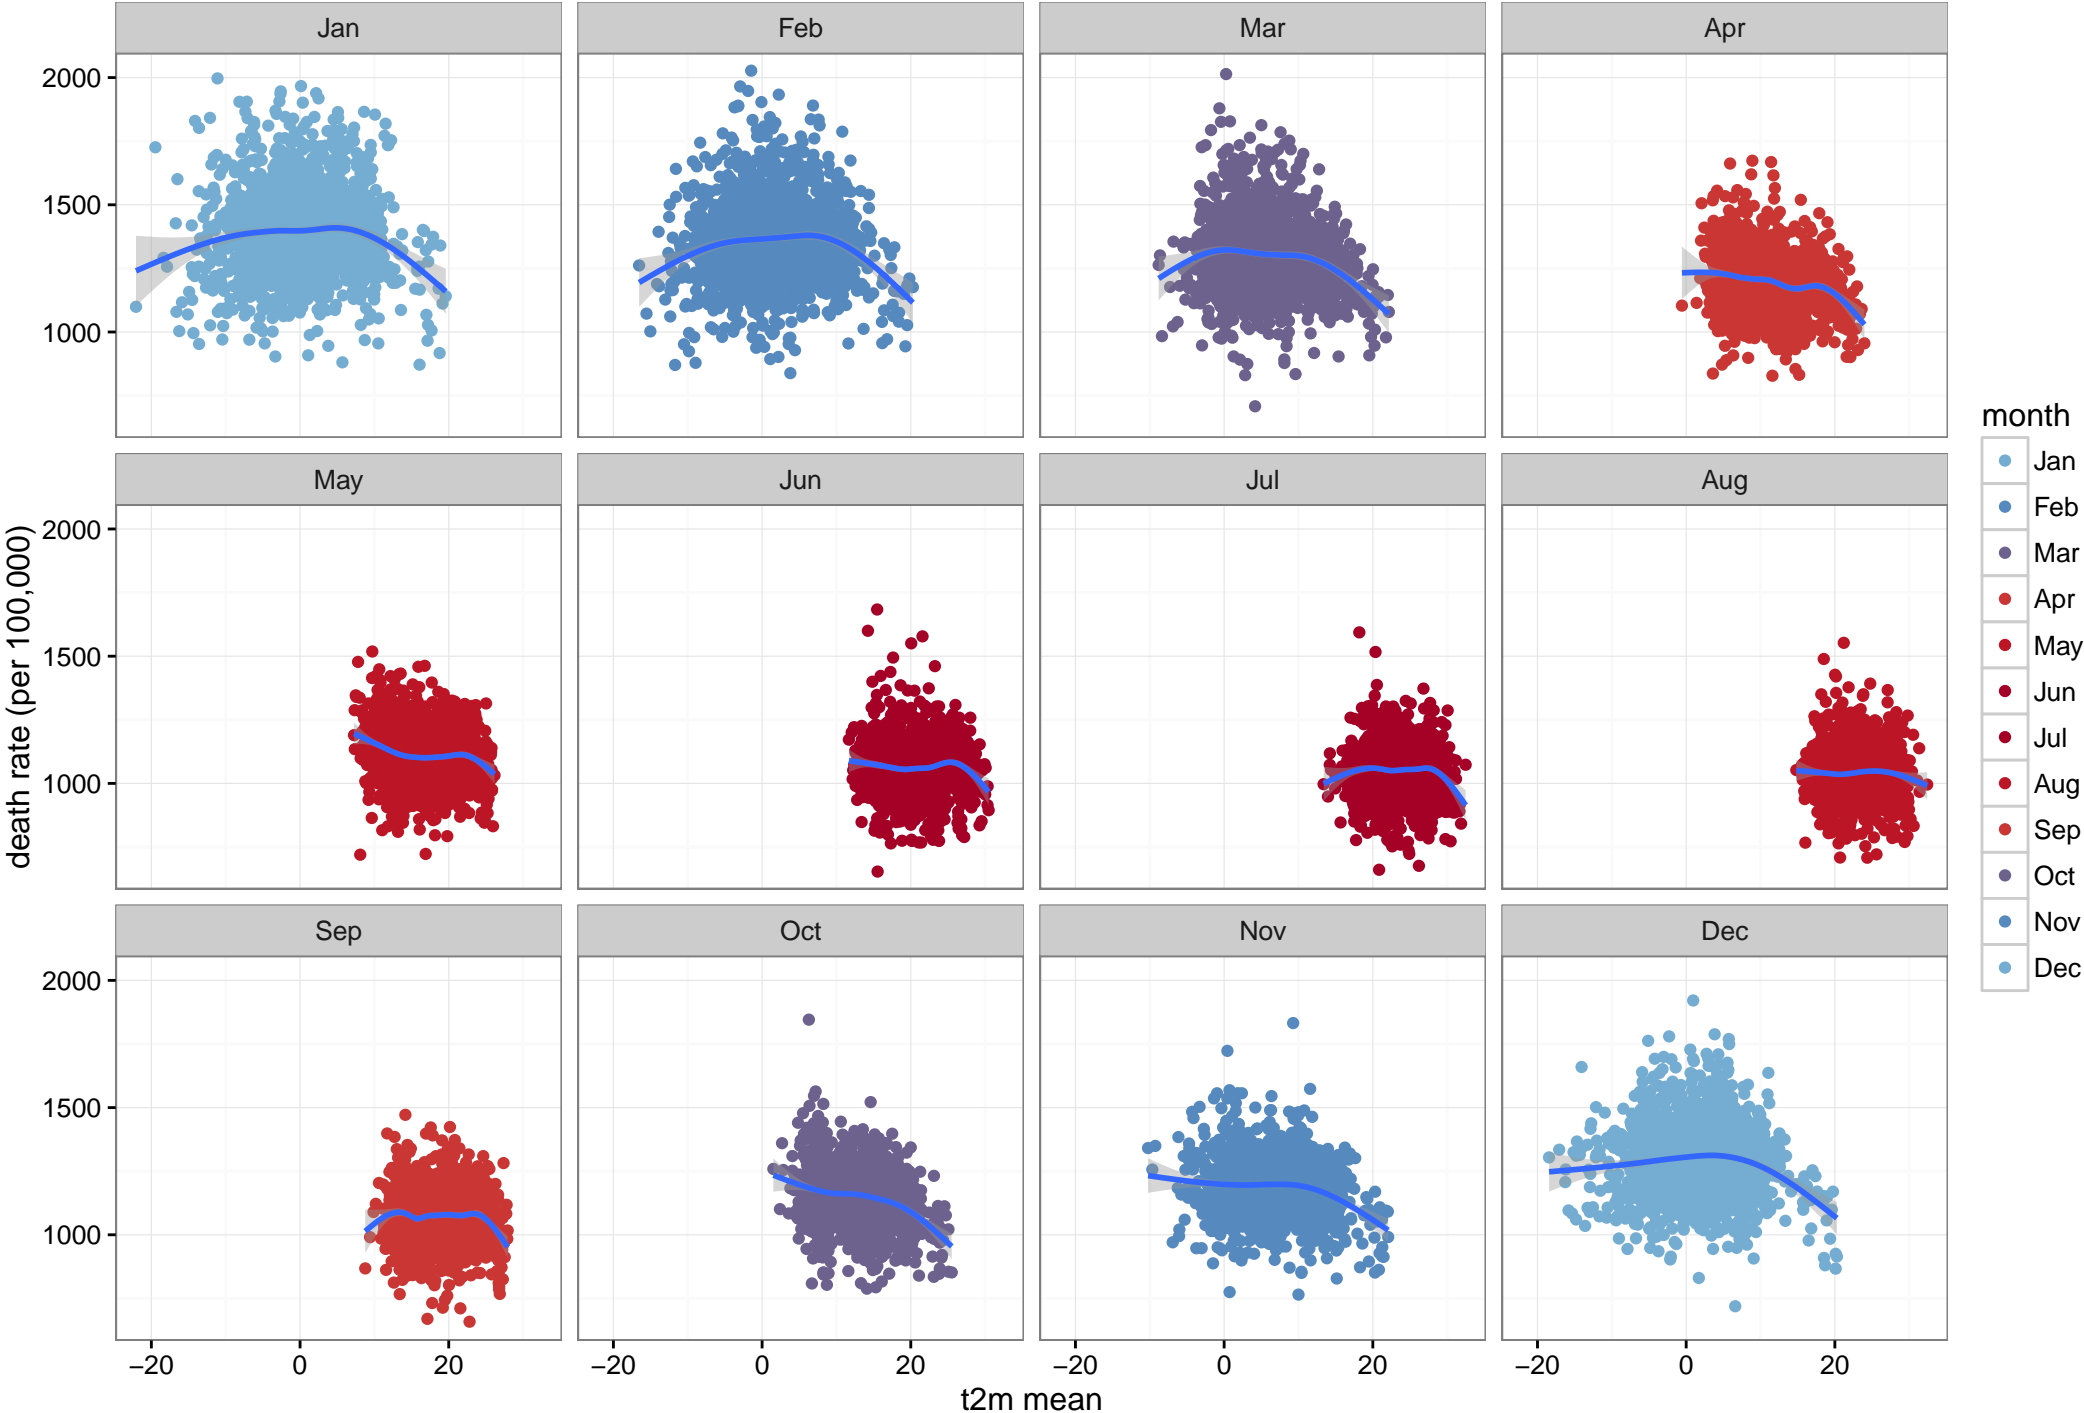 Jan Feb Mar Apr
2000
1500
1000
May Jun Jul Aug
2000
1500
1000
Sep Oct Nov Dec
2000
1500
1000
−20 0 20 −20 0 20 −20 0 20 −20 0 20
t2m mean
death rate (per 100,000)
month
Jan
Feb
Mar
Apr
May
Jun
Jul
Aug
Sep
Oct
Nov
Dec